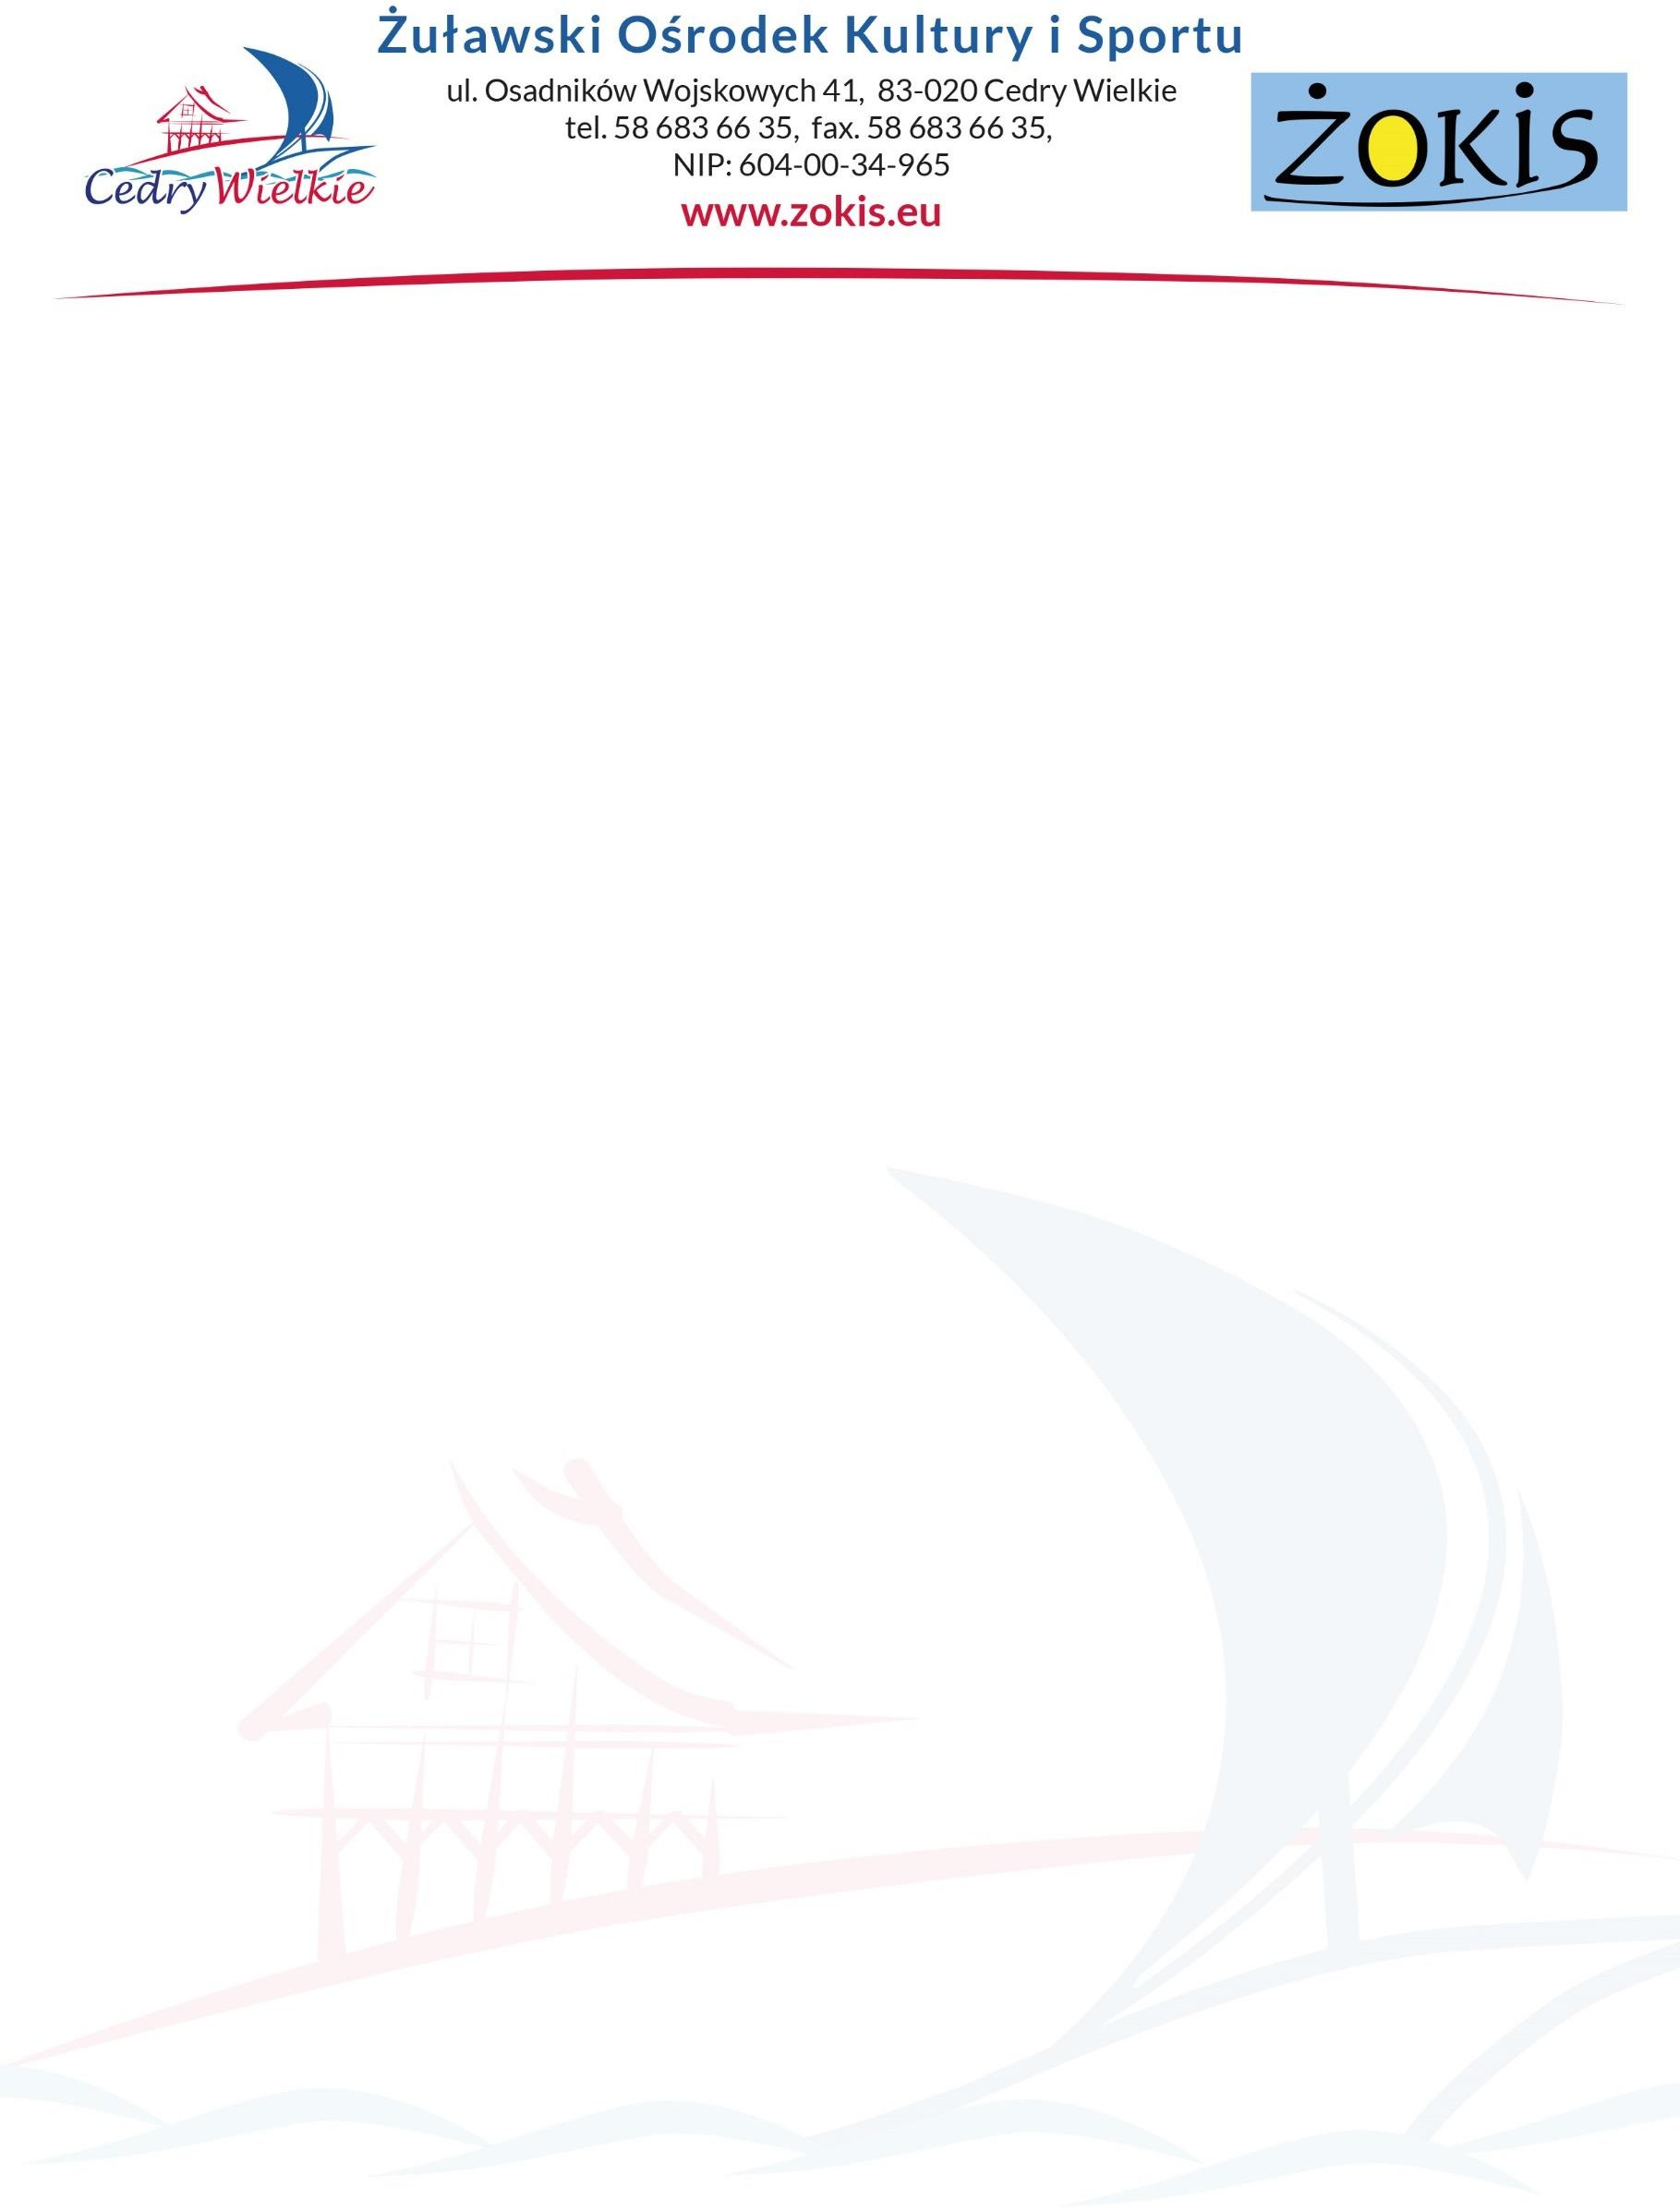 Żuławski Ośrodek Kultury i Sportu
ul. Osadników Wojskowych 41, 83-020 Cedry Wielkie
tel. 58 683 66 35, fax. 58 683 66 35,
NIP: 604-00-34-965
www.zokis.eu
Cedry Wielkie
ŻOKiS